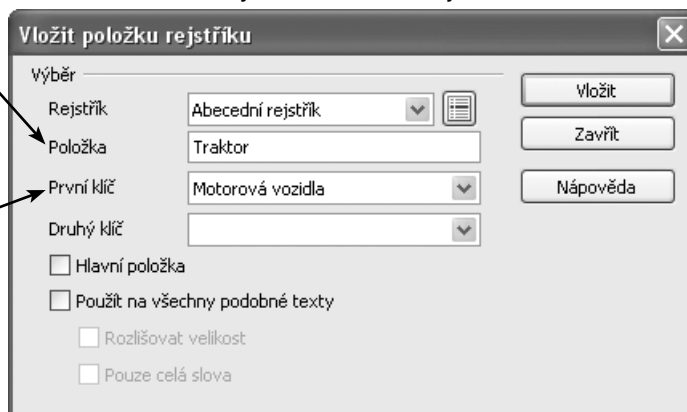 Vložit položku rejstříku
Výběr
Rejstřík Abecední rejstřík
Položka Traktor
První klíč Motorová vozidla
Druhý klíč
Hlavní položka
Použít na všechny podobné texty
Rozlišovat velikost
Pouze celá slova
Vložit
Zavřít
Nápověda